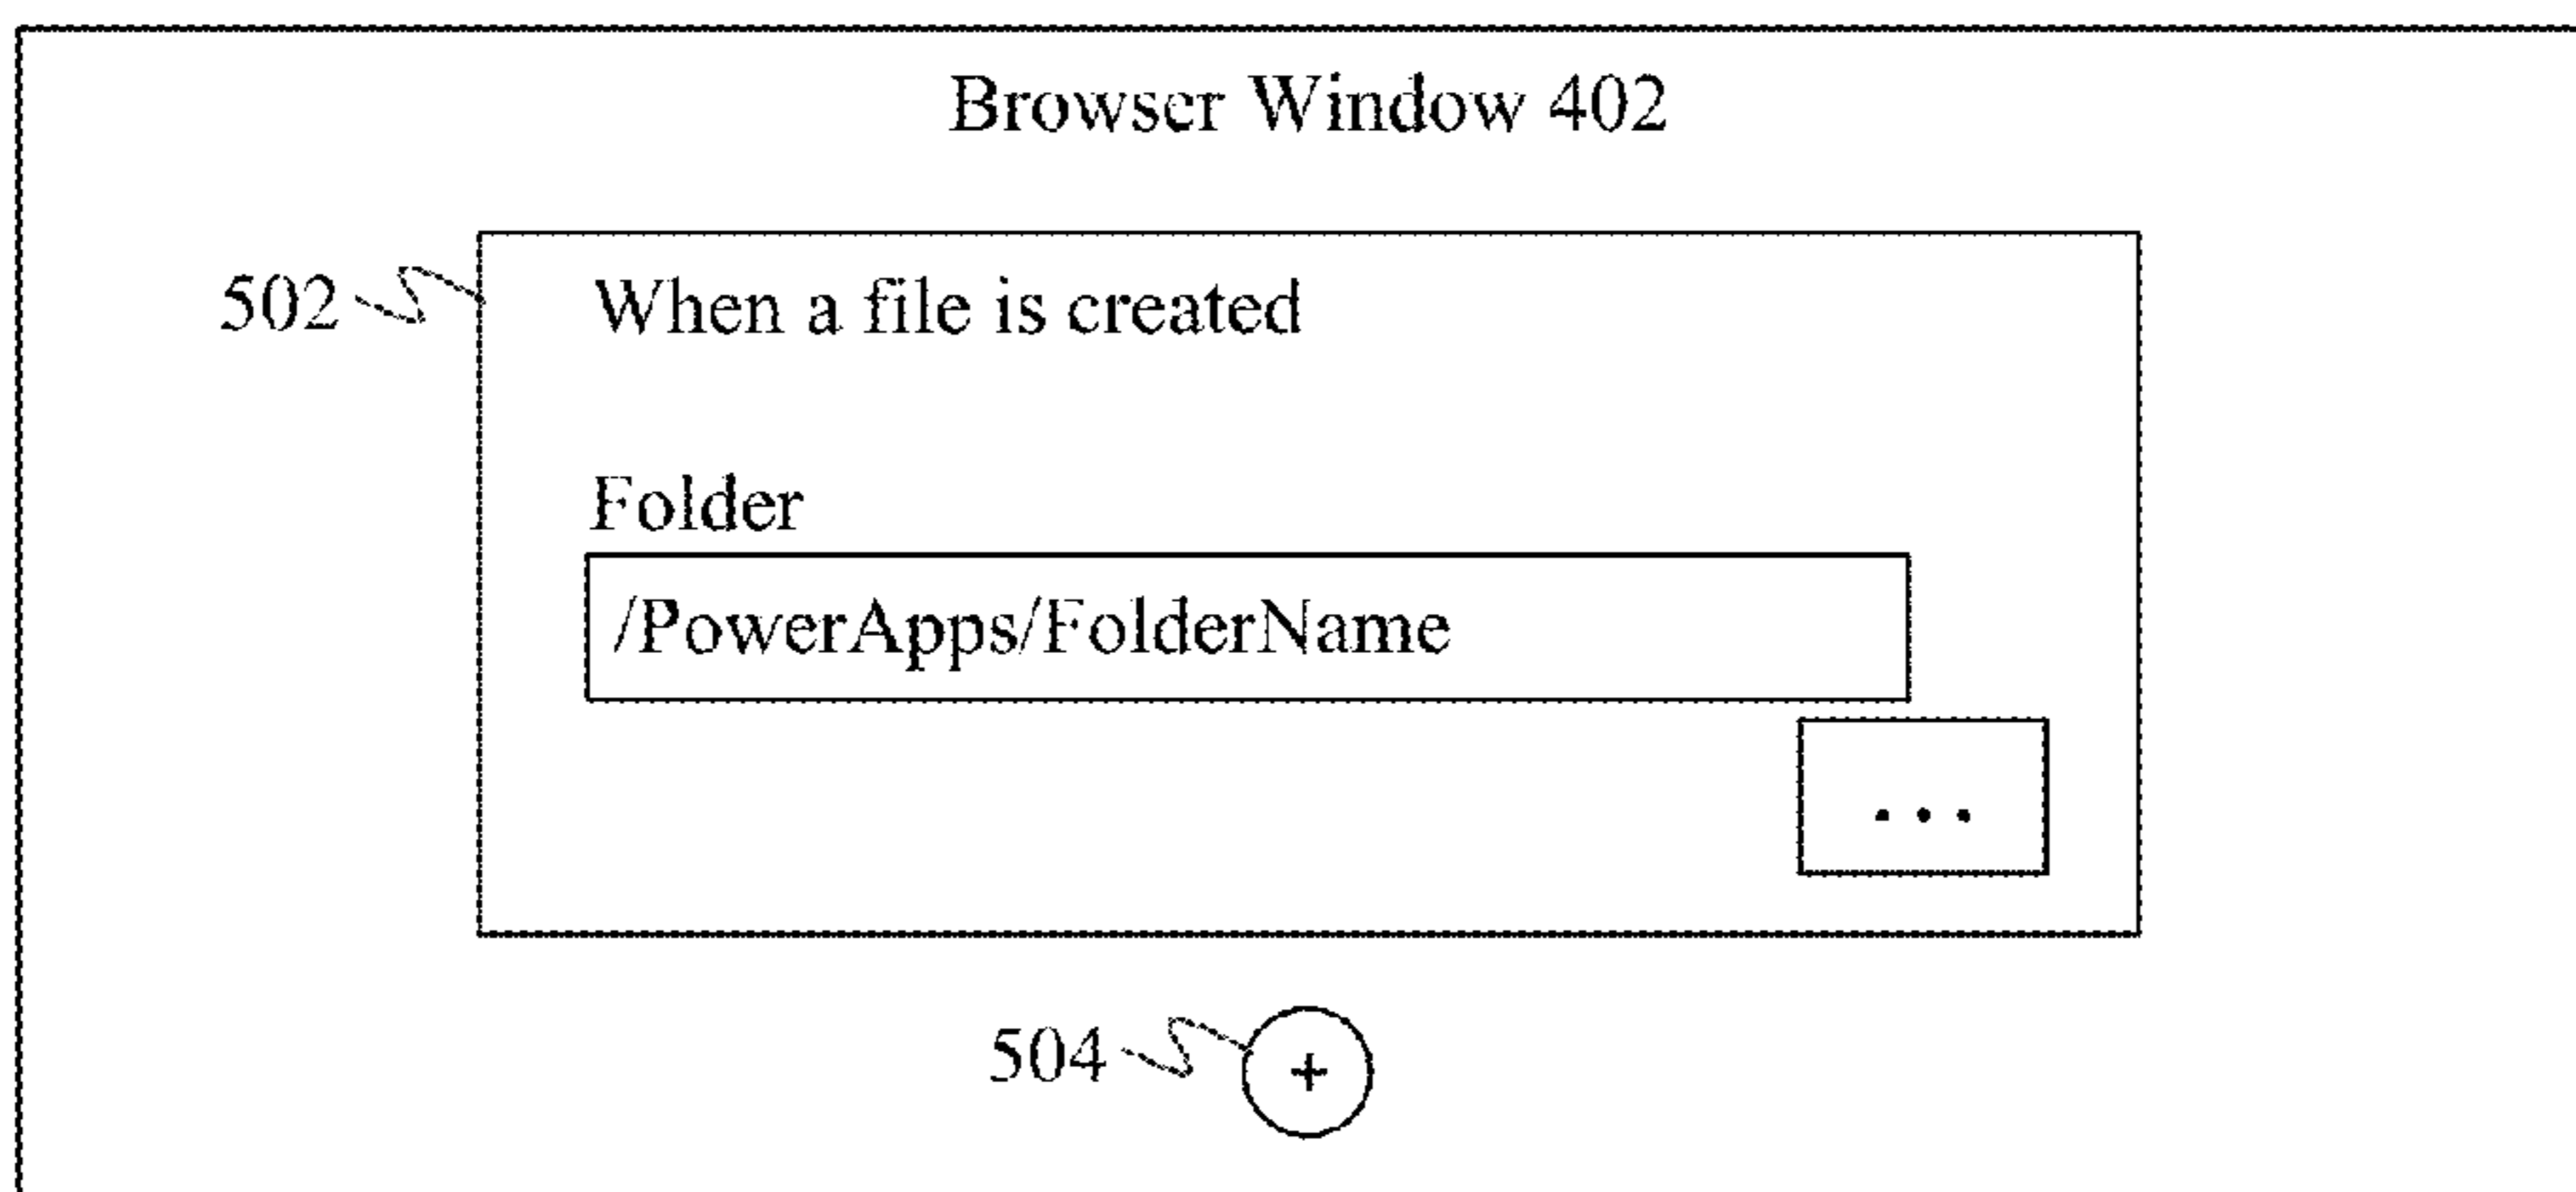 Browser Window 402
502
When a file is created
Folder
/PowerApps/FolderName
...
504
+